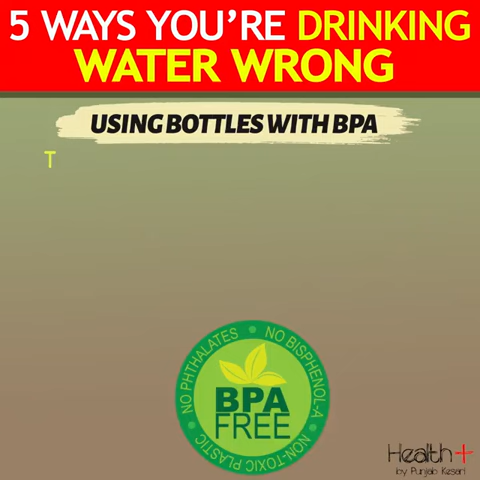 5 WAYS YOU'RE DRINKING
WATER WRONG
USING BOTTLES WITH BPA
T
NO PHTHALATES • NO BISPHENOL-A • NON-TOXIC PLASTIC •
BPA
FREE
Health+
by Punjab Kesari